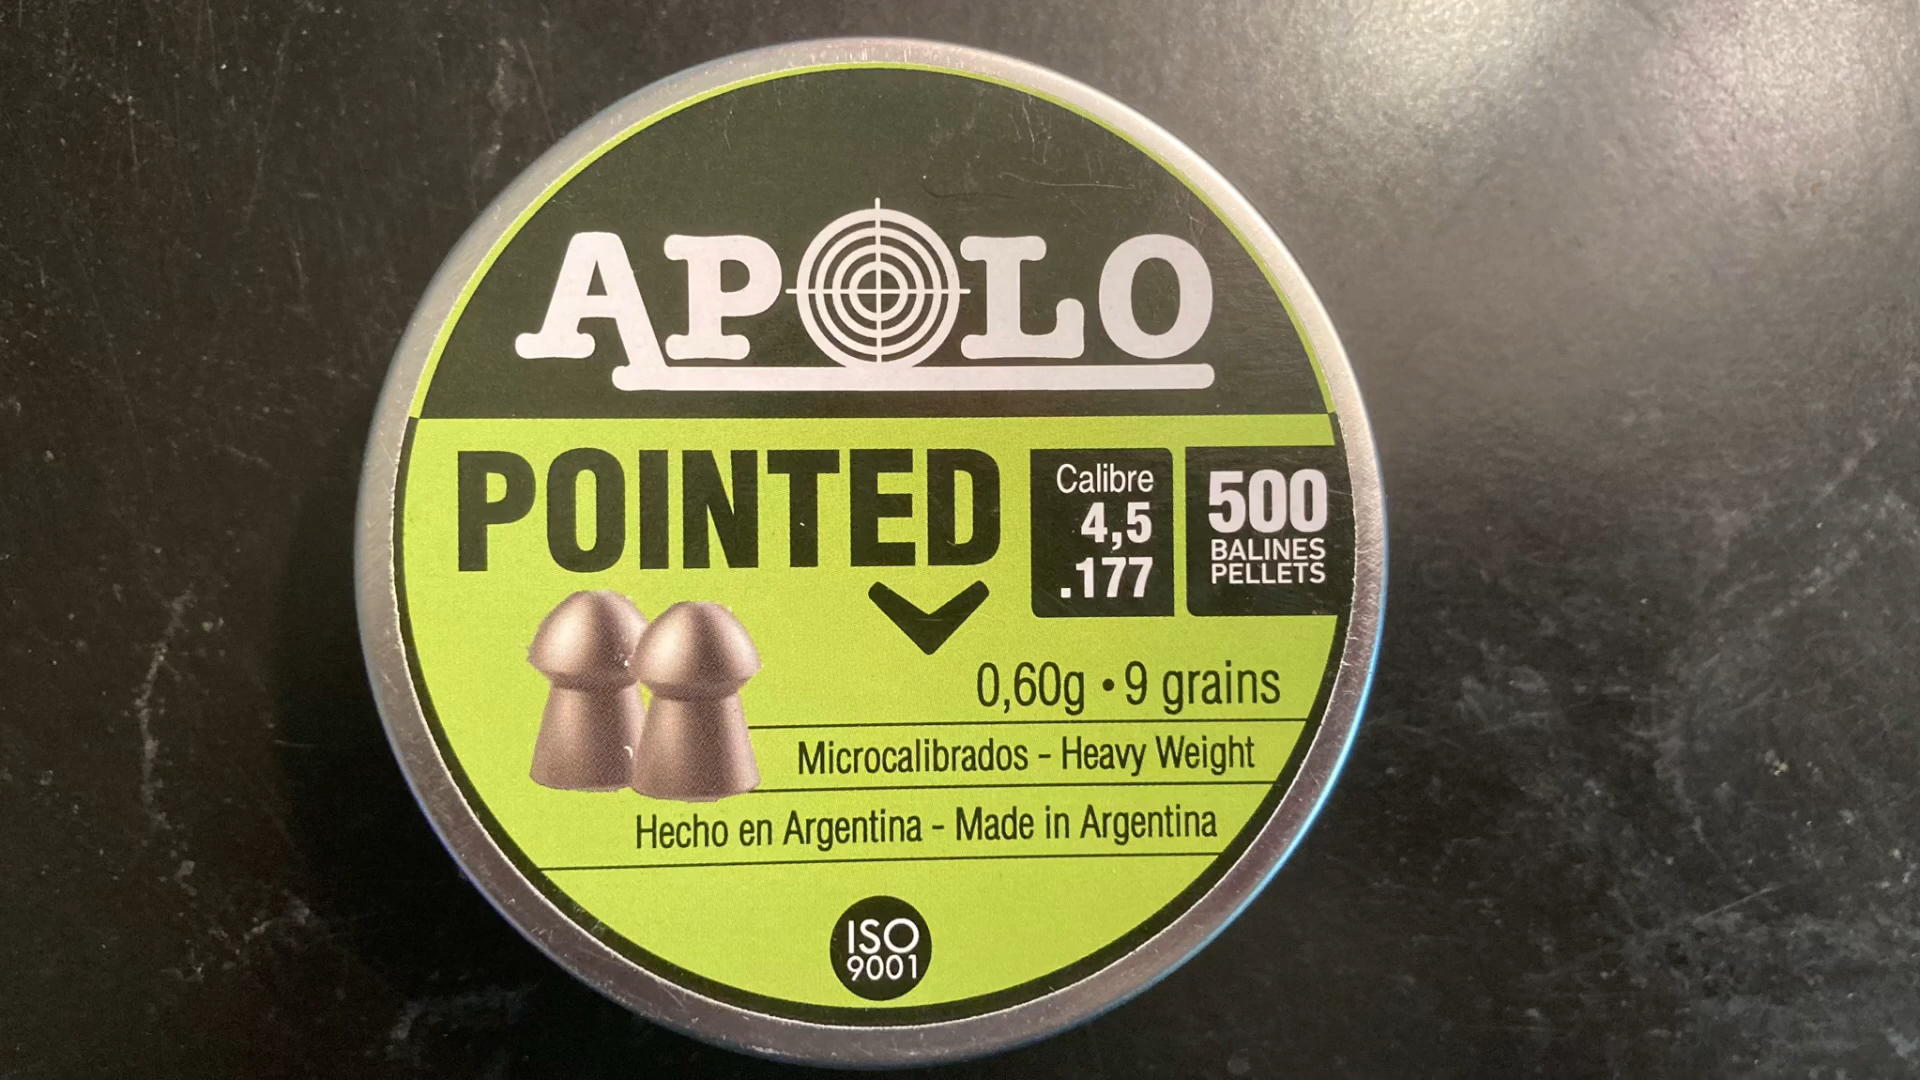 APOLO
POINTED
Calibre
4,5
.177
500
BALINES
PELLETS
0,60g • 9 grains
Microcalibrados - Heavy Weight
Hecho en Argentina - Made in Argentina
ISO
9001